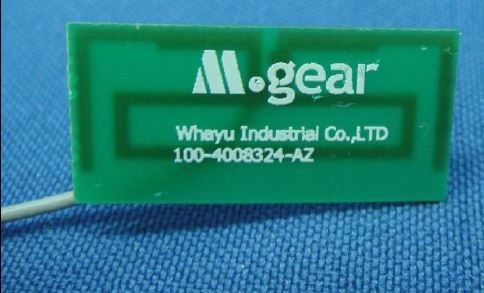 M.gear
Whayu Industrial Co.,LTD
100-4008324-AZ